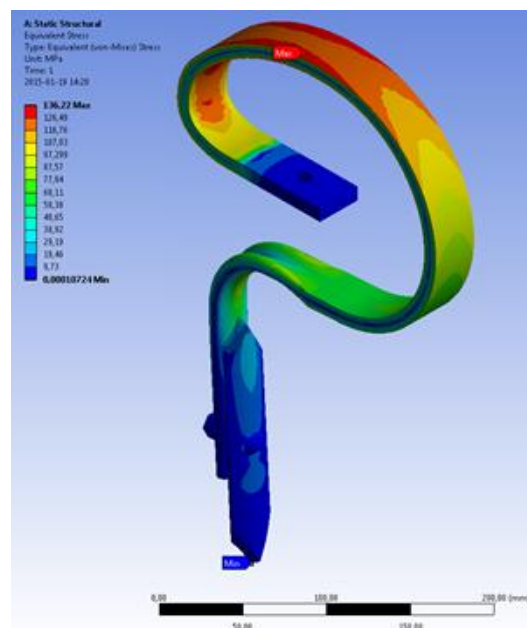 A: Static Structural
Equivalent Stress
Type: Equivalent (von-Mises) Stress
Unit: MPa
Time: 1
2015-01-19 14:20
136,22 Max
126,49
116,76
107,03
97,299
87,57
77,84
68,11
58,38
48,65
38,92
29,19
19,46
9,73
0,00010724 Min
Min
0,00
100,00
200,00 (mm)
50,00
150,00